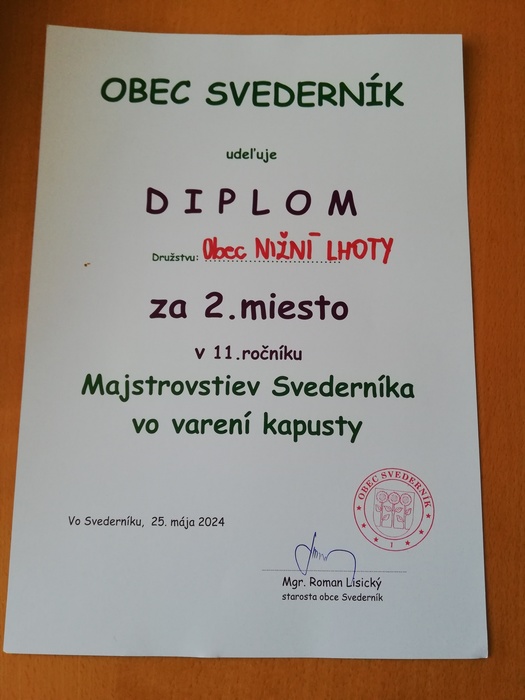 OBEC SVEDERNÍK
udeľuje
DIPLOM
Družstvu: Obec NIŽNÍ LHOTY
za 2.miesto
v 11.ročníku
Majstrovstiev Svederníka
vo varení kapusty
OBEC SVEDERNÍK
1
Vo Svederníku, 25. mája 2024
Mgr. Roman Lisický
starosta obce Svederník